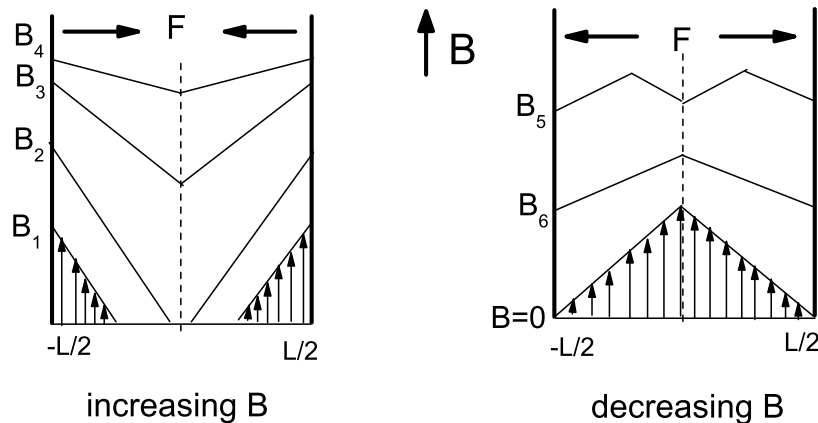 B4
F
B3
B2
B1
-L/2
L/2
increasing B
B
F
B5
B6
B=0
-L/2
L/2
decreasing B